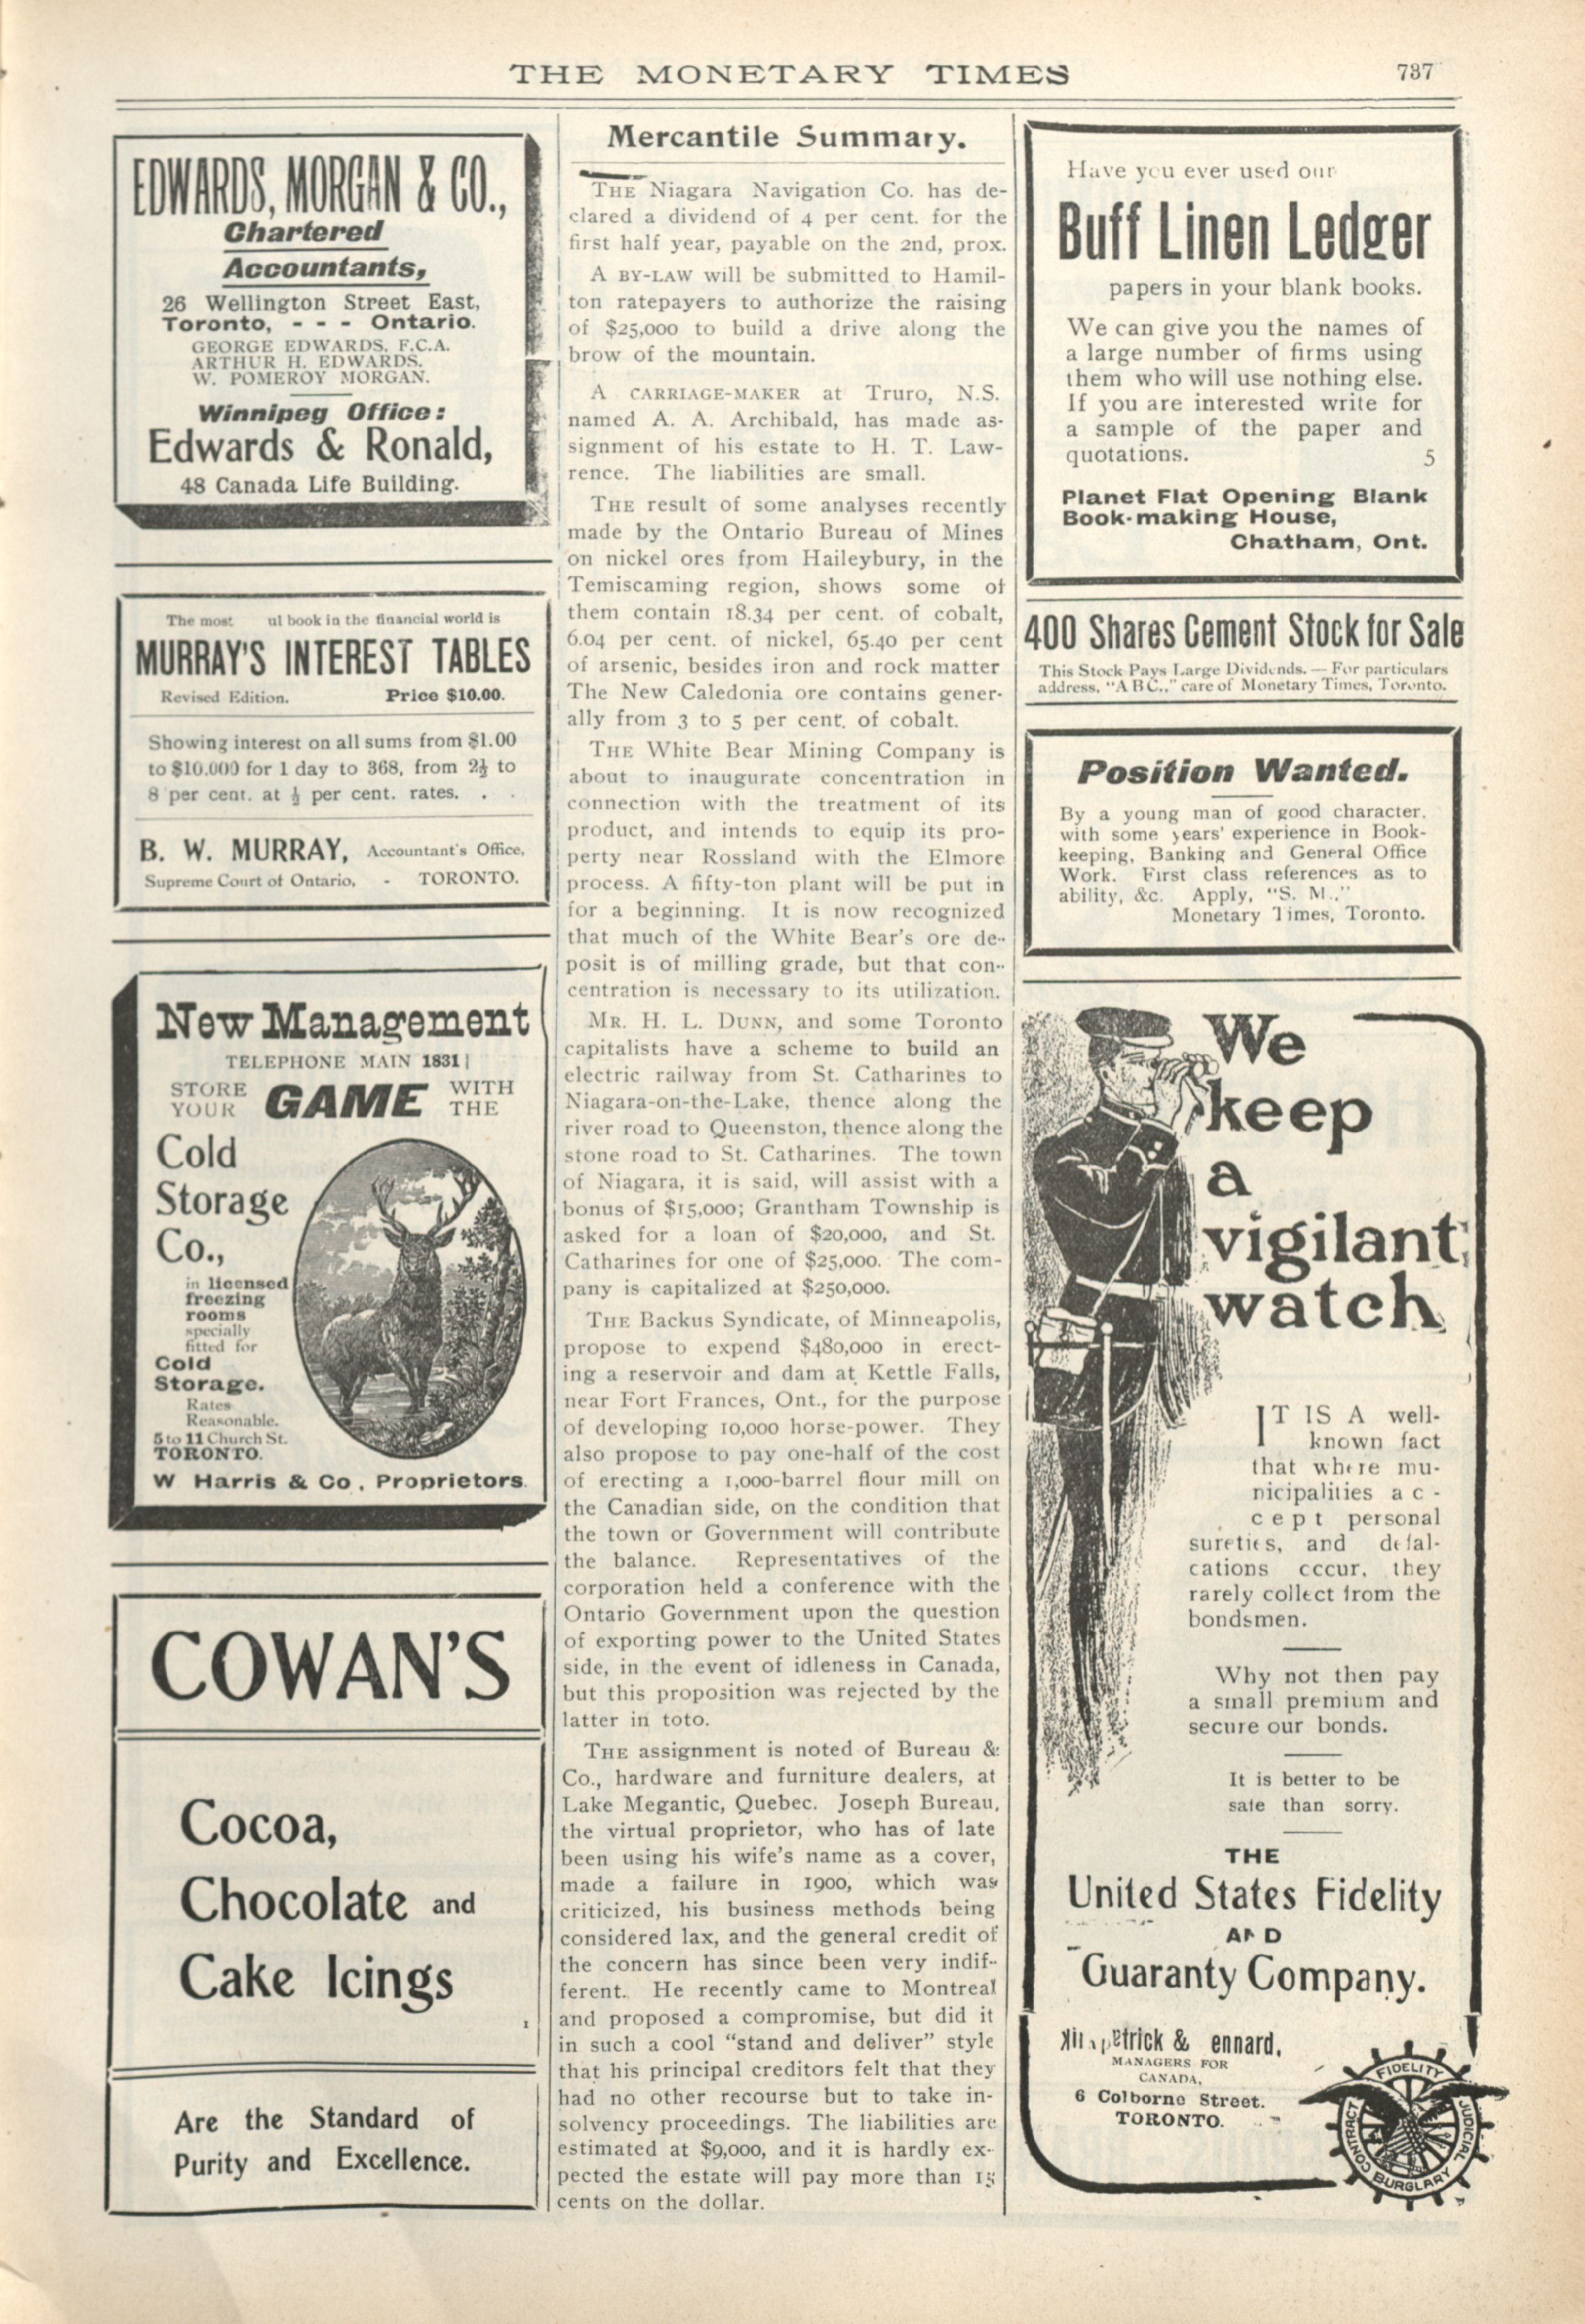 THE MONETARY TIMES
737
EDWARDS, MORGAN & CO.,
Chartered
Accountants,
26 Wellington Street East,
Toronto, - - - Ontario.
GEORGE EDWARDS, F.C.A.
ARTHUR H. EDWARDS.
W. POMEROY MORGAN.
Winnipeg Office:
Edwards & Ronald,
48 Canada Life Building.
The most ul book in the financial world is
MURRAY'S INTEREST TABLES
Revised Edition. Price $10.00.
Showing interest on all sums from $1.00
to $10.000 for 1 day to 368, from 2½ to
8 per cent. at ½ per cent. rates. . .
B. W. MURRAY, Accountant's Office,
Supreme Court of Ontario, - TORONTO.
New Management
TELEPHONE MAIN 1831
STORE YOUR GAME WITH THE
Cold
Storage
Co.,
in licensed
freezing
rooms
specially
fitted for
Cold
Storage.
Rates
Reasonable.
5 to 11 Church St.
TORONTO.
W Harris & Co, Proprietors.
COWAN'S
Cocoa,
Chocolate and
Cake Icings
Are the Standard of
Purity and Excellence.
Mercantile Summary.
THE Niagara Navigation Co. has de-
clared a dividend of 4 per cent. for the
first half year, payable on the 2nd, prox.
A BY-LAW will be submitted to Hamil-
ton ratepayers to authorize the raising
of $25,000 to build a drive along the
brow of the mountain.
A CARRIAGE-MAKER at Truro, N.S.
named A. A. Archibald, has made as-
signment of his estate to H. T. Law-
rence. The liabilities are small.
THE result of some analyses recently
made by the Ontario Bureau of Mines
on nickel ores from Haileybury, in the
Temiscaming region, shows some of
them contain 18.34 per cent. of cobalt,
6.04 per cent. of nickel, 65.40 per cent
of arsenic, besides iron and rock matter
The New Caledonia ore contains gener-
ally from 3 to 5 per cent. of cobalt.
THE White Bear Mining Company is
about to inaugurate concentration in
connection with the treatment of its
product, and intends to equip its pro-
perty near Rossland with the Elmore
process. A fifty-ton plant will be put in
for a beginning. It is now recognized
that much of the White Bear's ore de-
posit is of milling grade, but that con-
centration is necessary to its utilization.
MR. H. L. DUNN, and some Toronto
capitalists have a scheme to build an
electric railway from St. Catharines to
Niagara-on-the-Lake, thence along the
river road to Queenston, thence along the
stone road to St. Catharines. The town
of Niagara, it is said, will assist with a
bonus of $15,000; Grantham Township is
asked for a loan of $20,000, and St.
Catharines for one of $25,000. The com-
pany is capitalized at $250,000.
THE Backus Syndicate, of Minneapolis,
propose to expend $480,000 in erect-
ing a reservoir and dam at Kettle Falls,
near Fort Frances, Ont., for the purpose
of developing 10,000 horse-power. They
also propose to pay one-half of the cost
of erecting a 1,000-barrel flour mill on
the Canadian side, on the condition that
the town or Government will contribute
the balance. Representatives of the
corporation held a conference with the
Ontario Government upon the question
of exporting power to the United States
side, in the event of idleness in Canada,
but this proposition was rejected by the
latter in toto.
THE assignment is noted of Bureau &
Co., hardware and furniture dealers, at
Lake Megantic, Quebec. Joseph Bureau,
the virtual proprietor, who has of late
been using his wife's name as a cover,
made a failure in 1900, which was
criticized, his business methods being
considered lax, and the general credit of
the concern has since been very indif-
ferent. He recently came to Montreal
and proposed a compromise, but did it
in such a cool "stand and deliver" style
that his principal creditors felt that they
had no other recourse but to take in-
solvency proceedings. The liabilities are
estimated at $9,000, and it is hardly ex-
pected the estate will pay more than 15
cents on the dollar.
Have you ever used our
Buff Linen Ledger
papers in your blank books.
We can give you the names of
a large number of firms using
them who will use nothing else.
If you are interested write for
a sample of the paper and
quotations. 5
Planet Flat Opening Blank
Book-making House,
Chatham, Ont.
400 Shares Cement Stock for Sale
This Stock Pays Large Dividends. — For particulars
address, "A B C.," care of Monetary Times, Toronto.
Position Wanted.
By a young man of good character,
with some years' experience in Book-
keeping, Banking and General Office
Work. First class references as to
ability, &c. Apply, "S. M.,"
Monetary Times, Toronto.
We
keep
a
vigilant
watch
IT IS A well-
known fact
that where mu-
nicipalities ac-
cept personal
sureties, and defal-
cations occur, they
rarely collect from the
bondsmen.
Why not then pay
a small premium and
secure our bonds.
It is better to be
safe than sorry.
THE
United States Fidelity
AND
Guaranty Company.
& ennard,
MANAGERS FOR
CANADA,
6 Colborne Street.
TORONTO.
FIDELITY
JUDICIAL
BURGLARY
CONTRACT